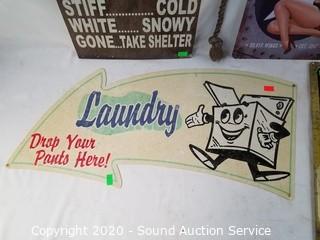 STIFF..........COLD
WHITE.......SNOWY
GONE...TAKE SHELTER
Laundry
Drop Your
Pants Here!
Copyright 2020 - Sound Auction Service